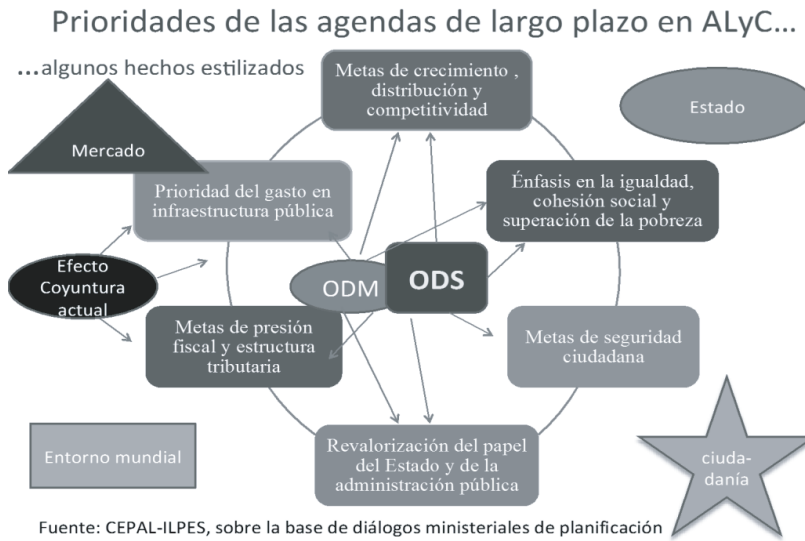 Prioridades de las agendas de largo plazo en ALyC...
...algunos hechos estilizados
Metas de crecimiento ,
distribución y
competitividad
Estado
Mercado
Prioridad del gasto en
infraestructura pública
Énfasis en la igualdad,
cohesión social y
superación de la pobreza
Efecto
Coyuntura
actual
ODM
ODS
Metas de presión
fiscal y estructura
tributaria
Metas de seguridad
ciudadana
Entorno mundial
Revalorización del papel
del Estado y de la
administración pública
ciuda-
danía
Fuente: CEPAL-ILPES, sobre la base de diálogos ministeriales de planificación